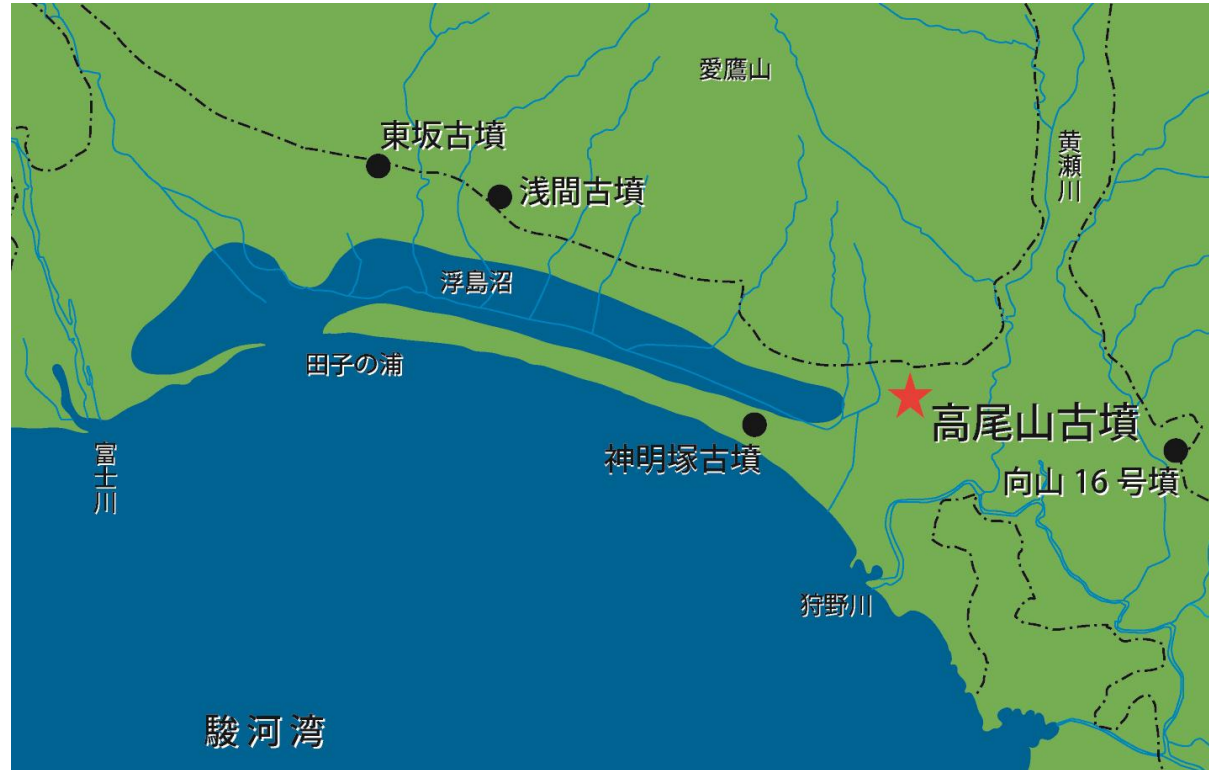 愛鷹山
東坂古墳
黄瀬川
浅間古墳
浮島沼
田子の浦
高尾山古墳
神明塚古墳
富士川
向山 16 号墳
狩野川
駿河湾